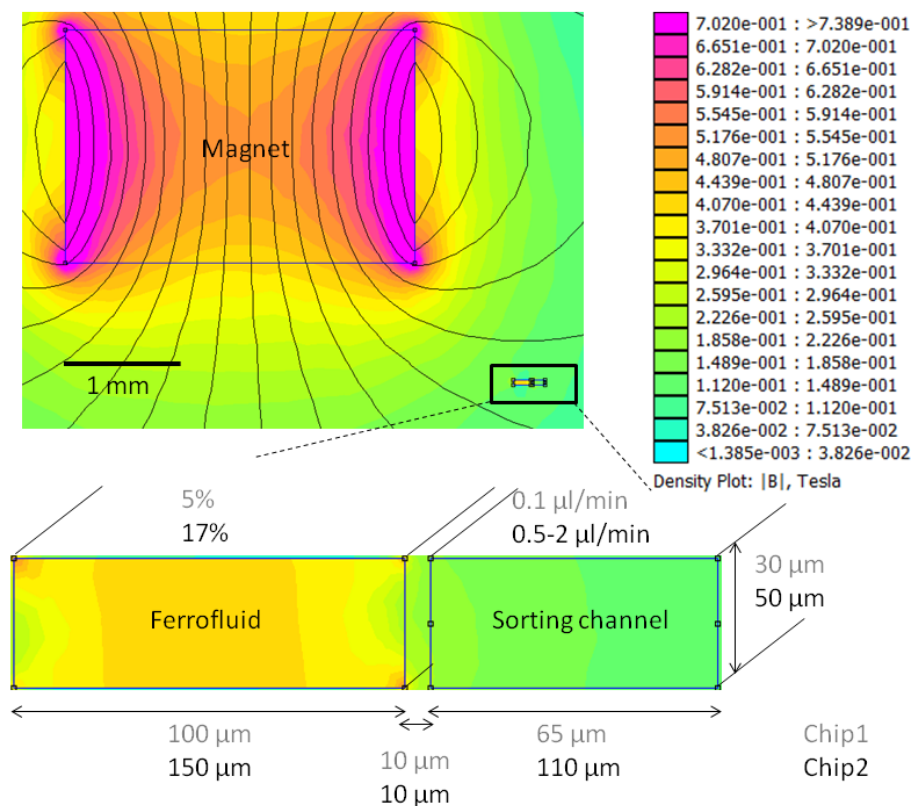 Magnet
1 mm
7.020e-001 : >7.389e-001
6.651e-001 : 7.020e-001
6.282e-001 : 6.651e-001
5.914e-001 : 6.282e-001
5.545e-001 : 5.914e-001
5.176e-001 : 5.545e-001
4.807e-001 : 5.176e-001
4.439e-001 : 4.807e-001
4.070e-001 : 4.439e-001
3.701e-001 : 4.070e-001
3.332e-001 : 3.701e-001
2.964e-001 : 3.332e-001
2.595e-001 : 2.964e-001
2.226e-001 : 2.595e-001
1.858e-001 : 2.226e-001
1.489e-001 : 1.858e-001
1.120e-001 : 1.489e-001
7.513e-002 : 1.120e-001
3.826e-002 : 7.513e-002
<1.385e-003 : 3.826e-002
Density Plot: |B|, Tesla
5%
17%
0.1 µl/min
0.5-2 µl/min
Ferrofluid
Sorting channel
30 µm
50 µm
100 µm
150 µm
10 µm
10 µm
65 µm
110 µm
Chip1
Chip2